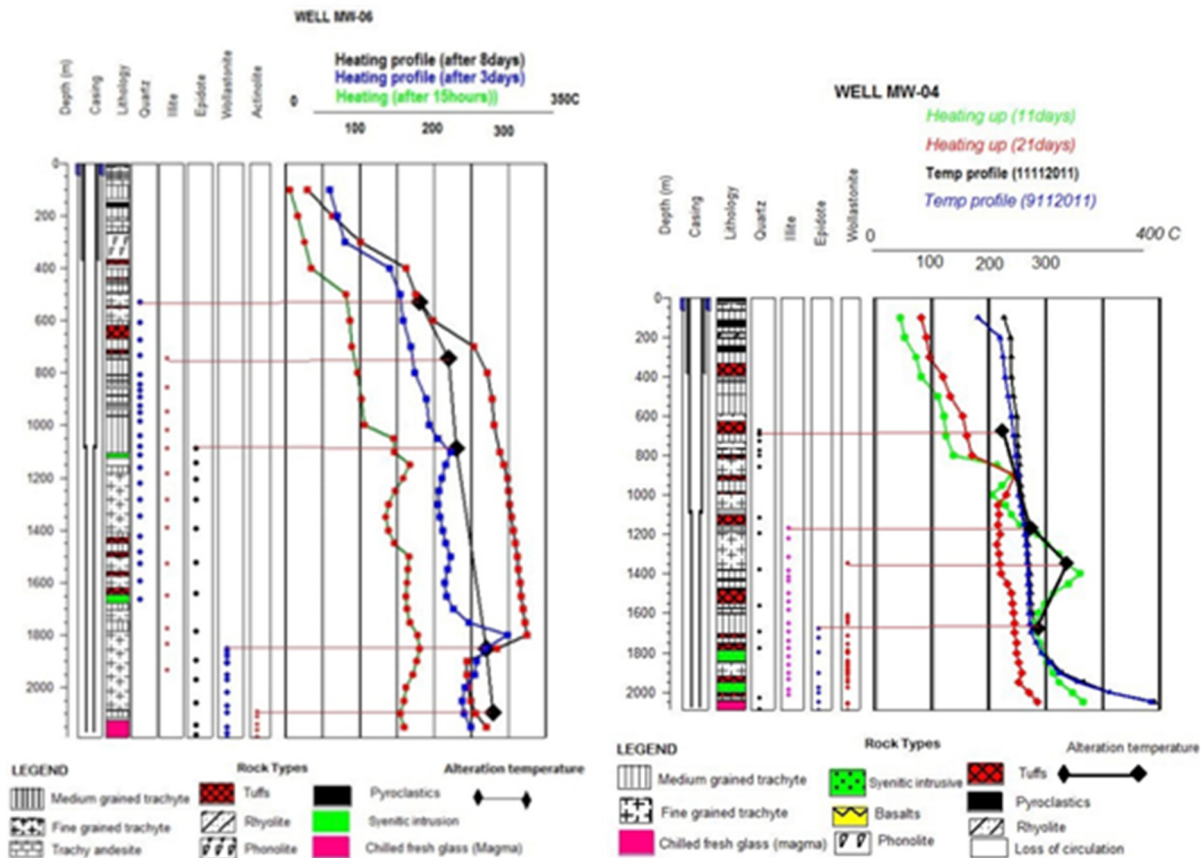 WELL MW-06
Heating profile (after 8days)
Heating profile (after 3days)
Heating (after 15hours))
0
350C
100
200
300
Depth (m)
Casing
Lithology
Quartz
Illite
Epidote
Wollastonite
Actinolite
0
200
400
600
800
1000
1200
1400
1600
1800
2000
LEGEND
Rock Types
Alteration temperature
Medium grained trachyte
Tuffs
Pyroclastics
Fine grained trachyte
Rhyolite
Syenitic intrusion
Trachy andesite
Phonolite
Chilled fresh glass (Magma)
WELL MW-04
Heating up (11days)
Heating up (21days)
Temp profile (11112011)
Temp profile (9112011)
0
400 C
100
200
300
Depth (m)
Casing
Lithology
Quartz
Illite
Epidote
Wollastonite
0
200
400
600
800
1000
1200
1400
1600
1800
2000
LEGEND
Rock Types
Alteration temperature
Medium grained trachyte
Syenitic intrusive
Tuffs
Fine grained trachyte
Basalts
Pyroclastics
Chilled fresh glass (magma)
Phonolite
Rhyolite
Loss of circulation